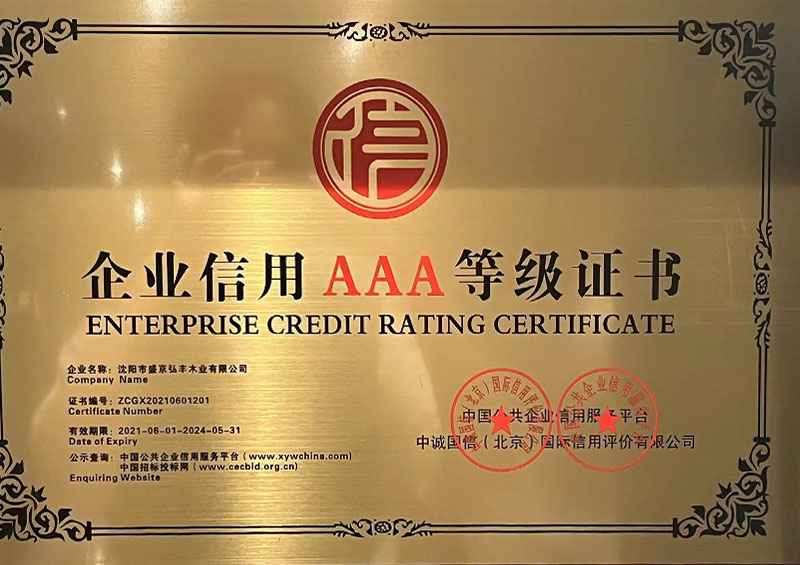 信
企业信用AAA等级证书
ENTERPRISE CREDIT RATING CERTIFICATE
企业名称：沈阳市盛京弘丰木业有限公司
Company Name
证书编号：ZCGX20210601201
Certificate Number
有效期限：2021-06-01-2024-05-31
Date of Expiry
公示查询：中国公共企业信用服务平台（www.xywchina.com)
中国招标投标网（www.cecbid.org.cn)
Enquiring Website
中国公共企业信用服务平台
中诚国信（北京）国际信用评价有限公司